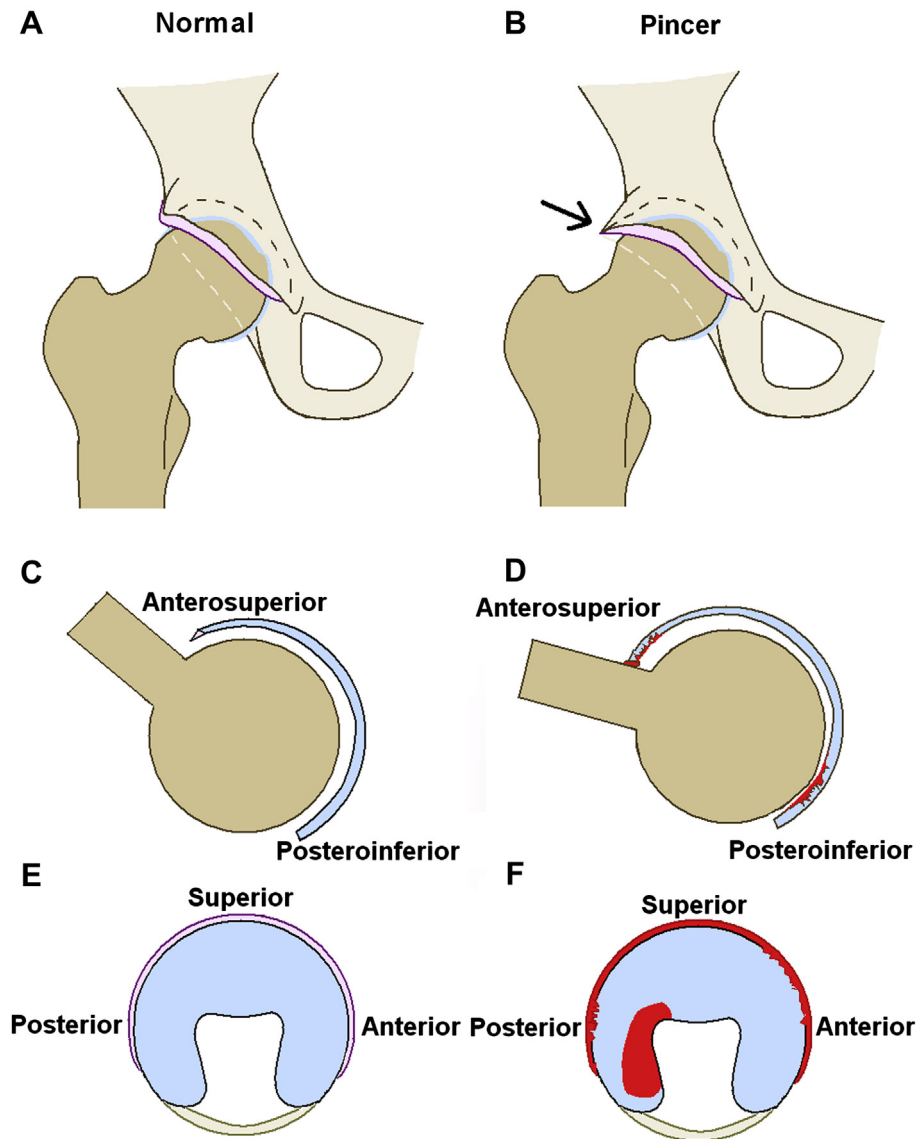 A Normal
B Pincer
C
Anterosuperior
Posteroinferior
D
Anterosuperior
Posteroinferior
E
Superior
Posterior
Anterior
F
Superior
Posterior
Anterior